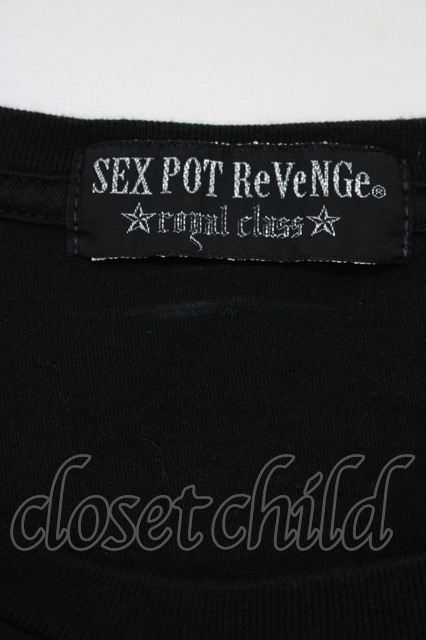 SEX POT ReVeNGe®
☆royal class☆
closetchild